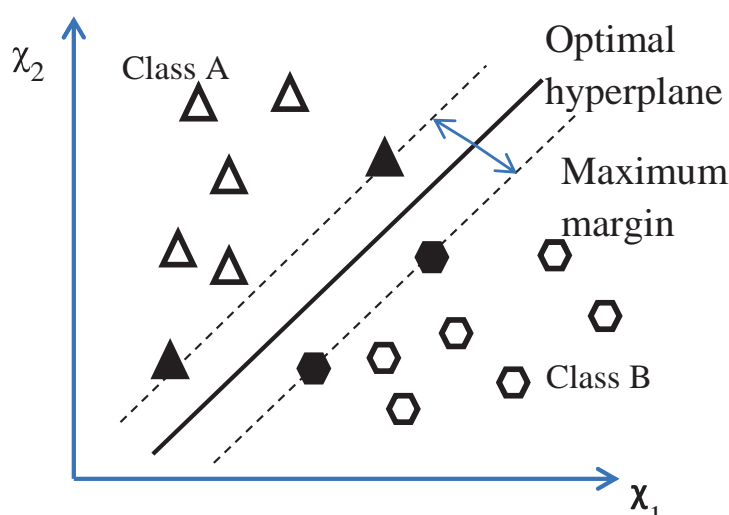 χ2
Class A
Optimal
hyperplane
Maximum
margin
Class B
χ1